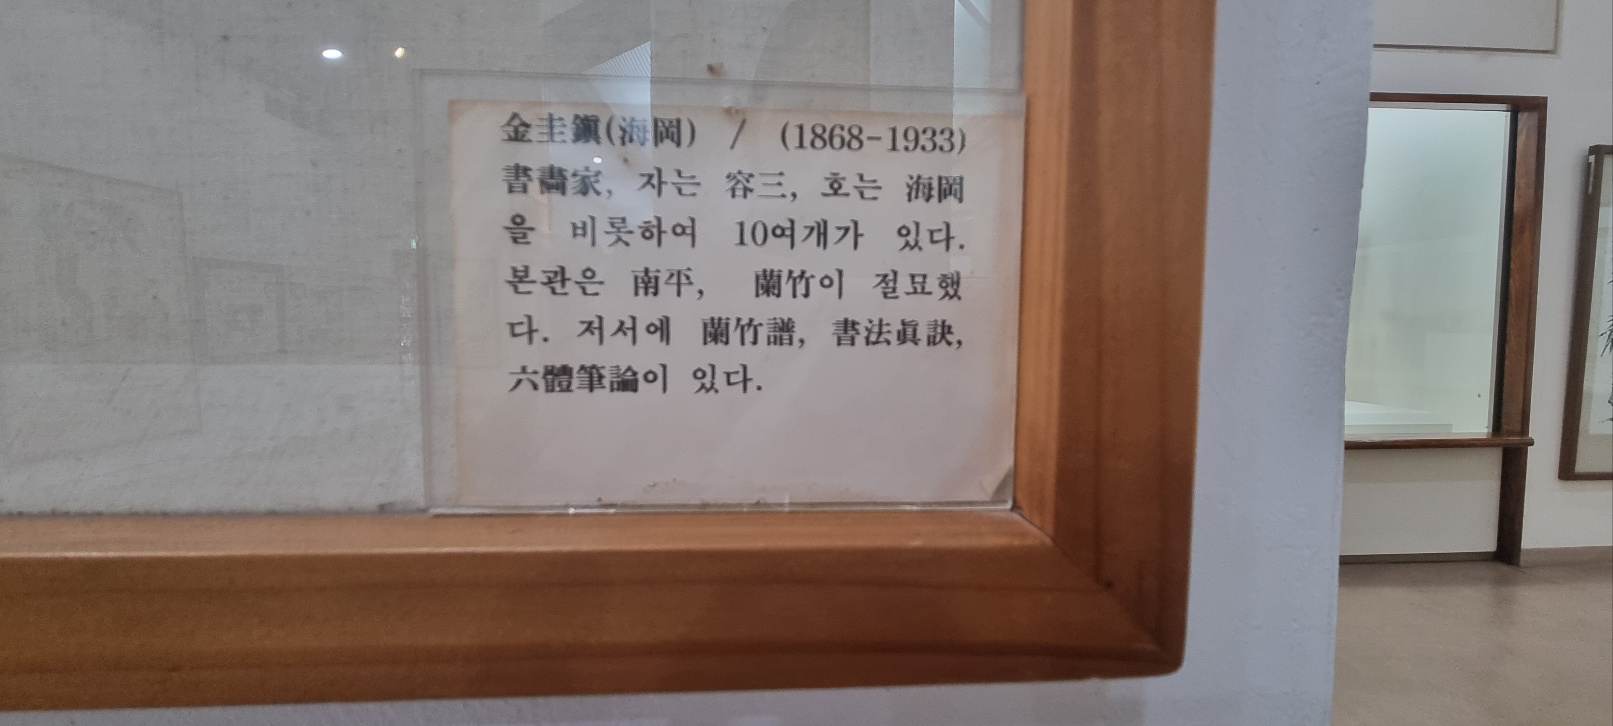 金圭鎭(海岡) / (1868-1933)
書畵家, 자는 容三, 호는 海岡
을 비롯하여 10여개가 있다.
본관은 南平, 蘭竹이 절묘했
다. 저서에 蘭竹譜, 書法眞訣,
六體筆論이 있다.